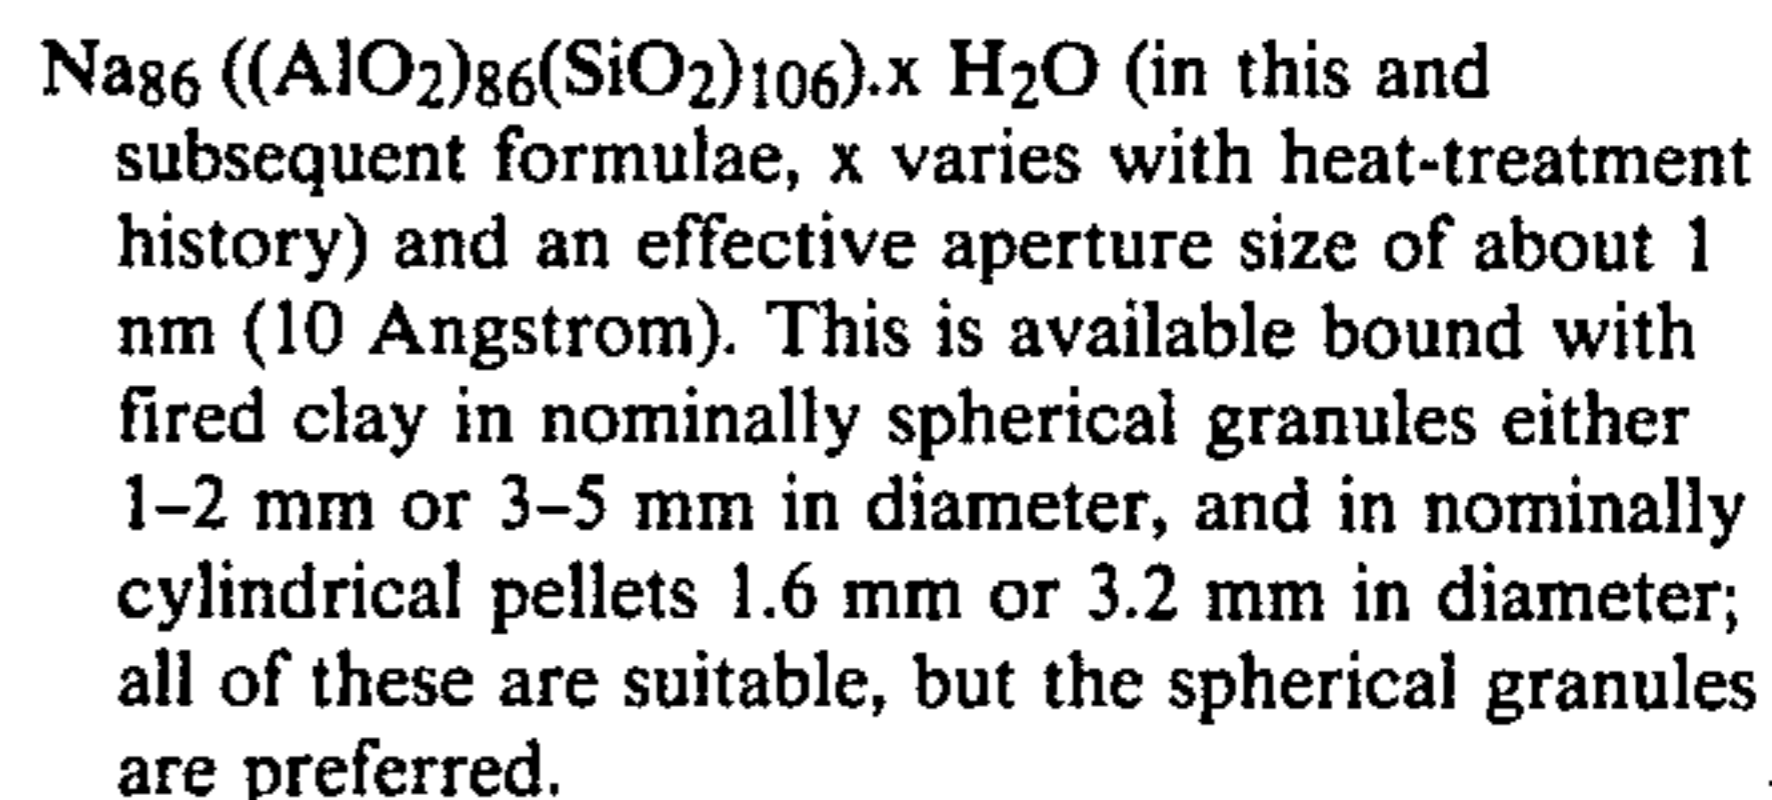 Na86 ((AlO2)86(SiO2)106).x H2O (in this and
subsequent formulae, x varies with heat-treatment
history) and an effective aperture size of about 1
nm (10 Angstrom). This is available bound with
fired clay in nominally spherical granules either
1–2 mm or 3–5 mm in diameter, and in nominally
cylindrical pellets 1.6 mm or 3.2 mm in diameter;
all of these are suitable, but the spherical granules
are preferred.